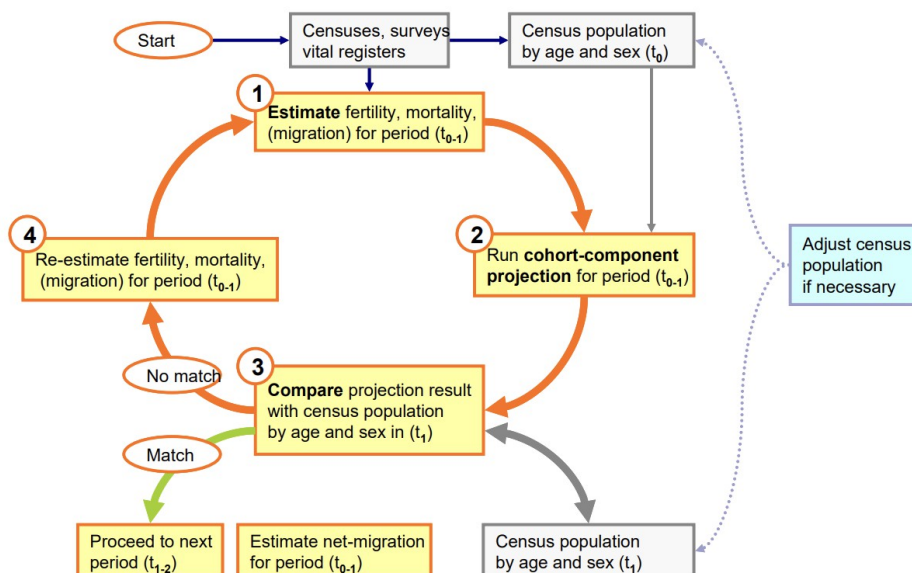 Start
Censuses, surveys
vital registers
Census population
by age and sex (t0)
1
Estimate fertility, mortality,
(migration) for period (t0-1)
4
Re-estimate fertility, mortality,
(migration) for period (t0-1)
2
Run cohort-component
projection for period (t0-1)
Adjust census
population
if necessary
No match
3
Compare projection result
with census population
by age and sex in (t1)
Match
Proceed to next
period (t1-2)
Estimate net-migration
for period (t0-1)
Census population
by age and sex (t1)